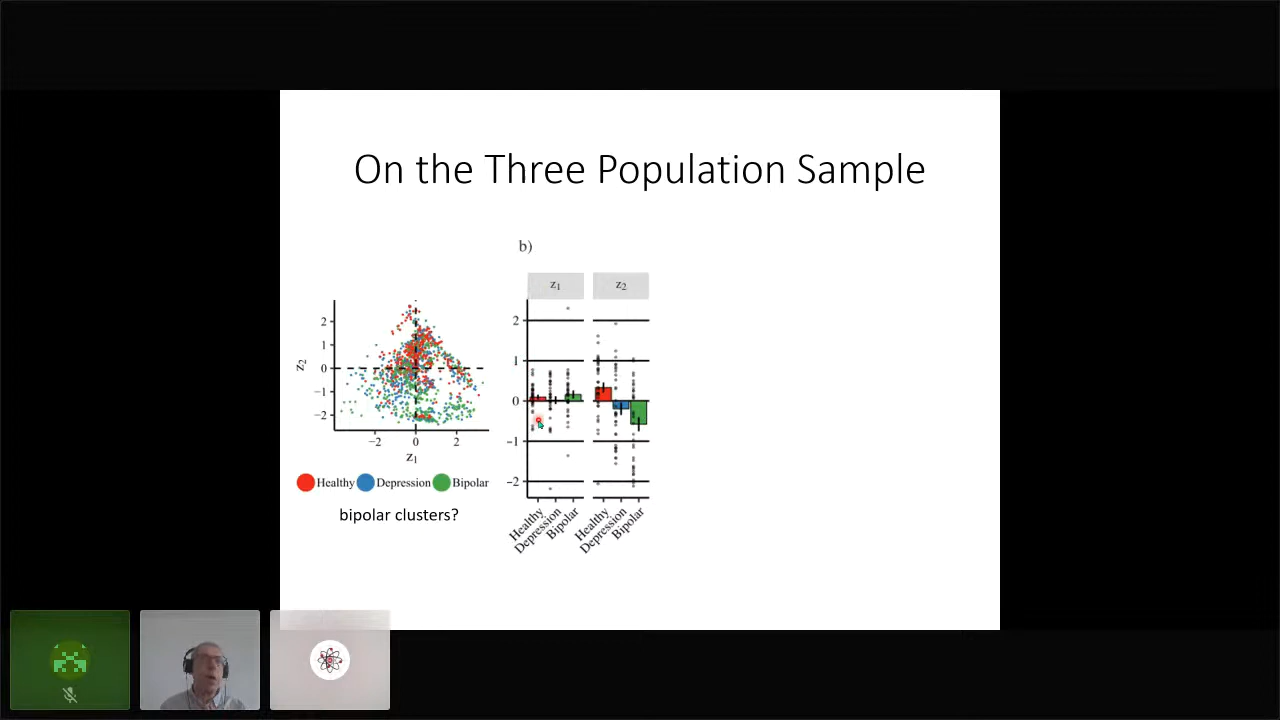 On the Three Population Sample
b)
z₁
z₂
2
1
0
−1
−2
z₂
−2
0
2
z₁
Healthy
Depression
Bipolar
bipolar clusters?
2
1
0
−1
−2
Healthy
Depression
Bipolar
Healthy
Depression
Bipolar